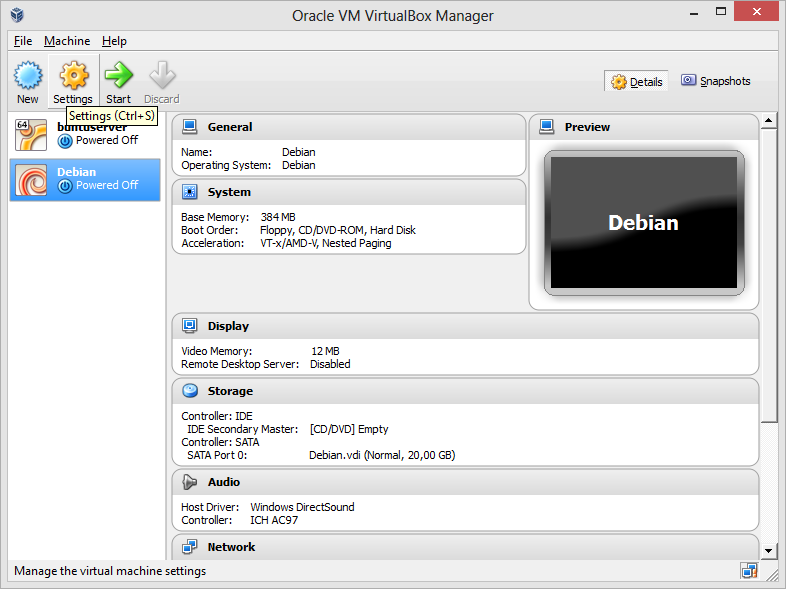 Oracle VM VirtualBox Manager
File Machine Help
New Settings Start Discard
Details Snapshots
Settings (Ctrl+S)
64
Powered Off
Debian
Powered Off
General
Name: Debian
Operating System: Debian
System
Base Memory: 384 MB
Boot Order: Floppy, CD/DVD-ROM, Hard Disk
Acceleration: VT-x/AMD-V, Nested Paging
Preview
Debian
Display
Video Memory: 12 MB
Remote Desktop Server: Disabled
Storage
Controller: IDE
IDE Secondary Master: [CD/DVD] Empty
Controller: SATA
SATA Port 0: Debian.vdi (Normal, 20,00 GB)
Audio
Host Driver: Windows DirectSound
Controller: ICH AC97
Network
Manage the virtual machine settings